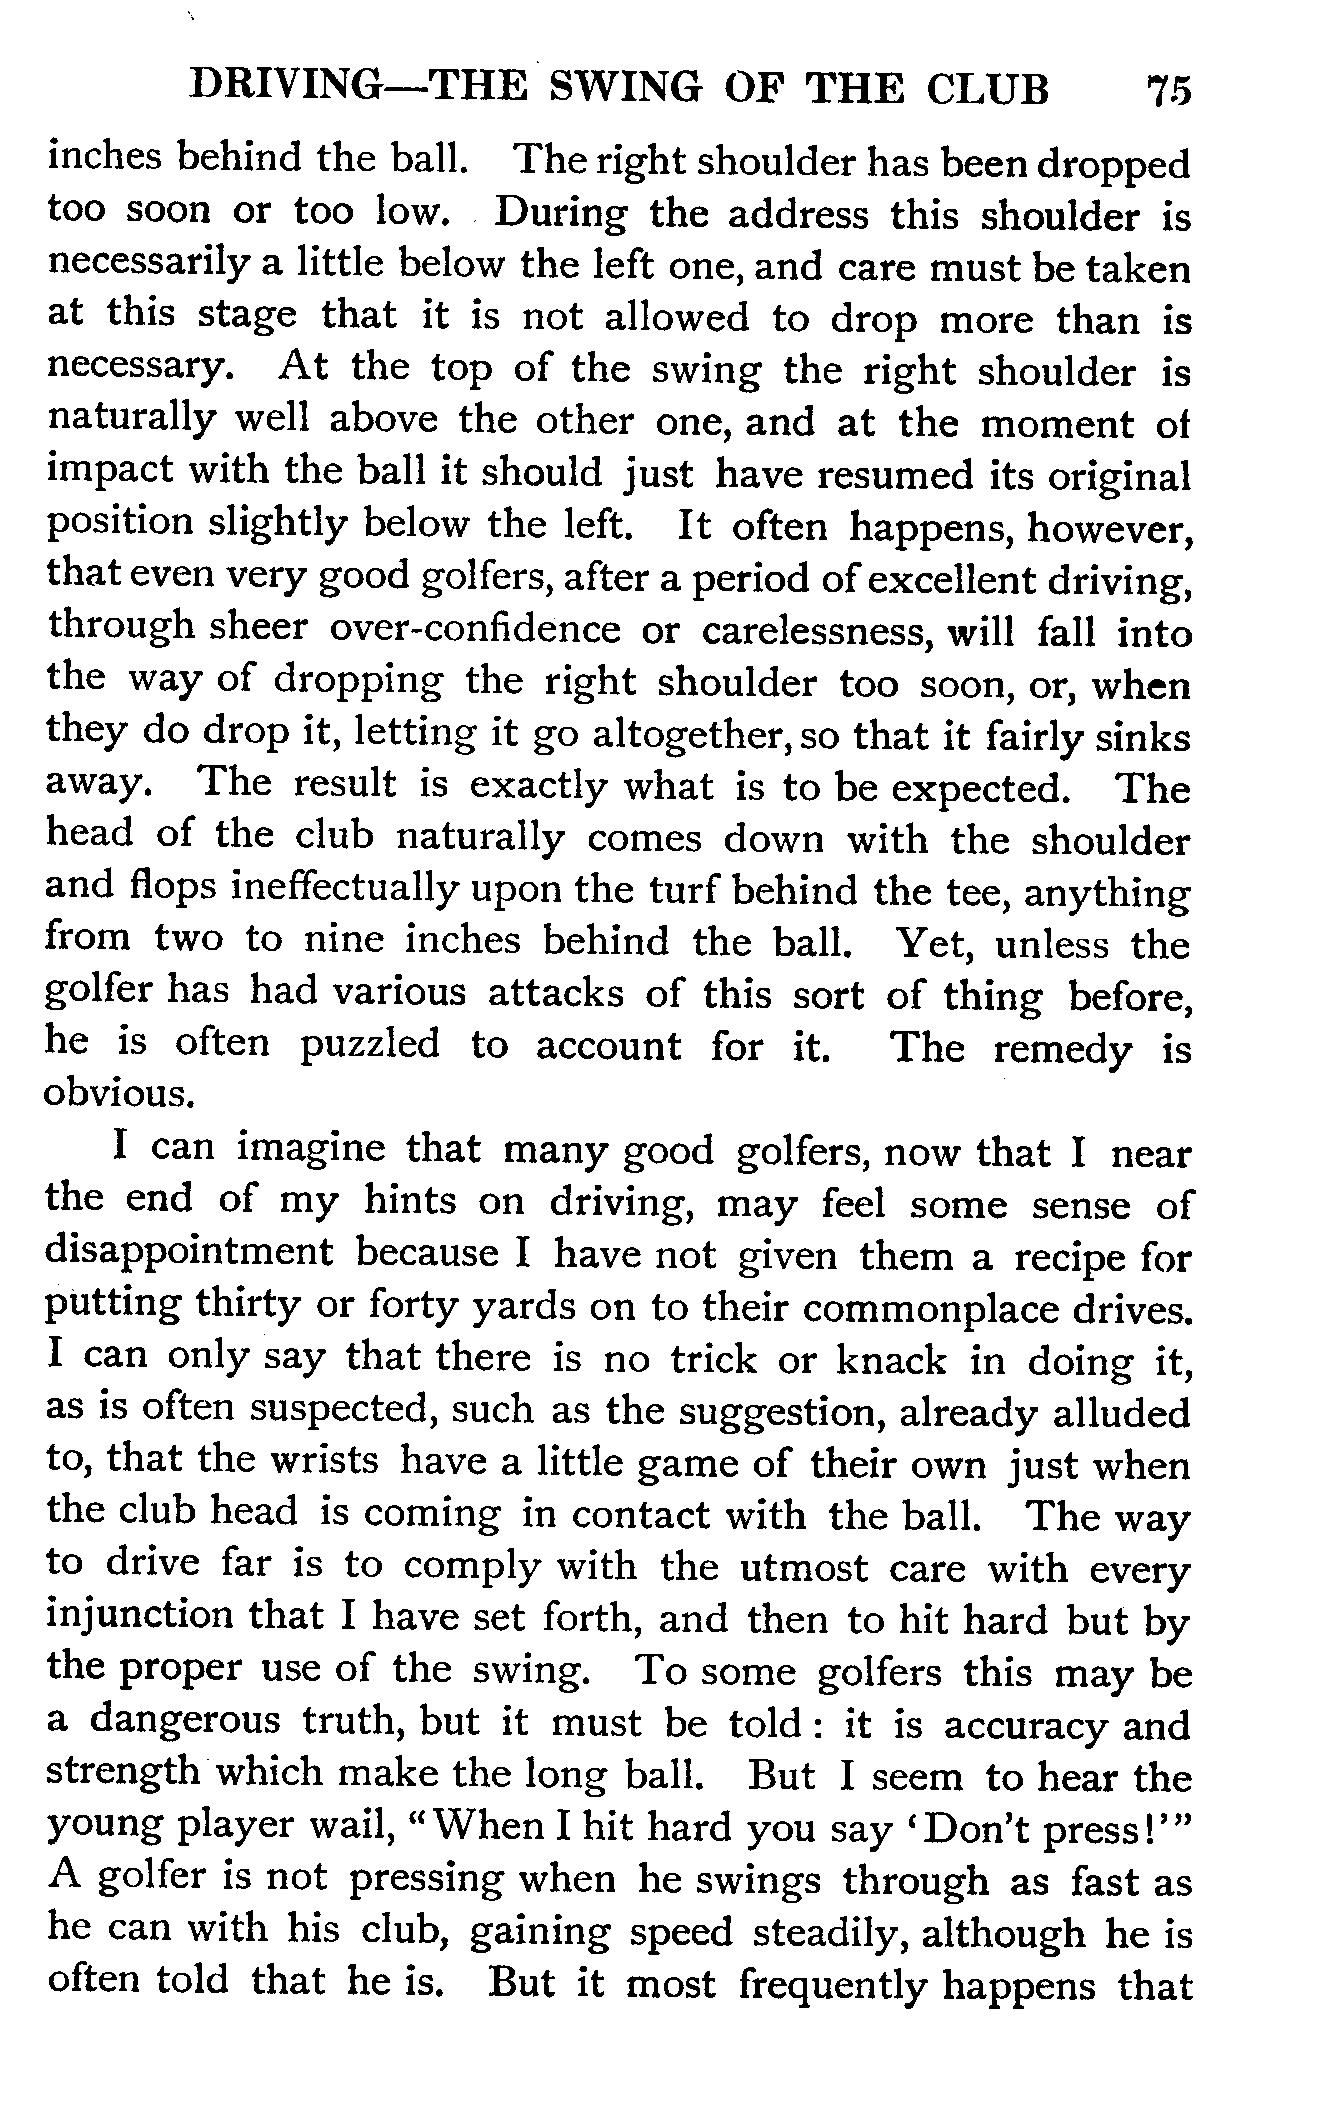 DRIVING—THE SWING OF THE CLUB 75
inches behind the ball. The right shoulder has been dropped
too soon or too low. During the address this shoulder is
necessarily a little below the left one, and care must be taken
at this stage that it is not allowed to drop more than is
necessary. At the top of the swing the right shoulder is
naturally well above the other one, and at the moment of
impact with the ball it should just have resumed its original
position slightly below the left. It often happens, however,
that even very good golfers, after a period of excellent driving,
through sheer over-confidence or carelessness, will fall into
the way of dropping the right shoulder too soon, or, when
they do drop it, letting it go altogether, so that it fairly sinks
away. The result is exactly what is to be expected. The
head of the club naturally comes down with the shoulder
and flops ineffectually upon the turf behind the tee, anything
from two to nine inches behind the ball. Yet, unless the
golfer has had various attacks of this sort of thing before,
he is often puzzled to account for it. The remedy is
obvious.
I can imagine that many good golfers, now that I near
the end of my hints on driving, may feel some sense of
disappointment because I have not given them a recipe for
putting thirty or forty yards on to their commonplace drives.
I can only say that there is no trick or knack in doing it,
as is often suspected, such as the suggestion, already alluded
to, that the wrists have a little game of their own just when
the club head is coming in contact with the ball. The way
to drive far is to comply with the utmost care with every
injunction that I have set forth, and then to hit hard but by
the proper use of the swing. To some golfers this may be
a dangerous truth, but it must be told : it is accuracy and
strength which make the long ball. But I seem to hear the
young player wail, “When I hit hard you say ‘Don’t press!’”
A golfer is not pressing when he swings through as fast as
he can with his club, gaining speed steadily, although he is
often told that he is. But it most frequently happens that